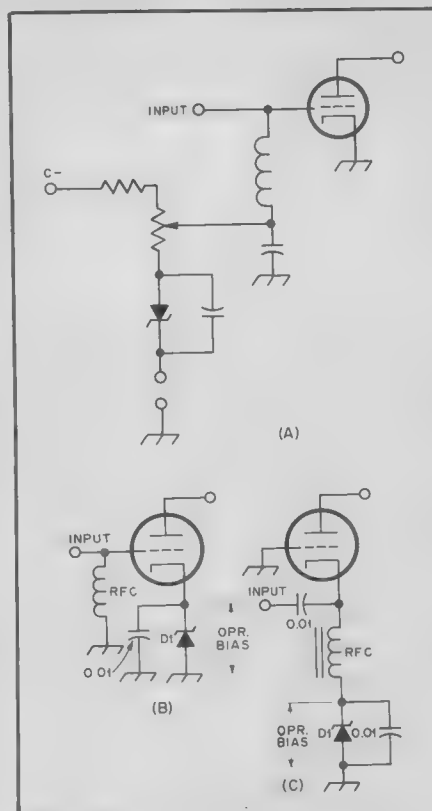 INPUT
C-
(A)
INPUT
RFC
0.01
D1
OPR.
BIAS
(B)
INPUT
0.01
RFC
OPR.
BIAS
D1
0.01
(C)